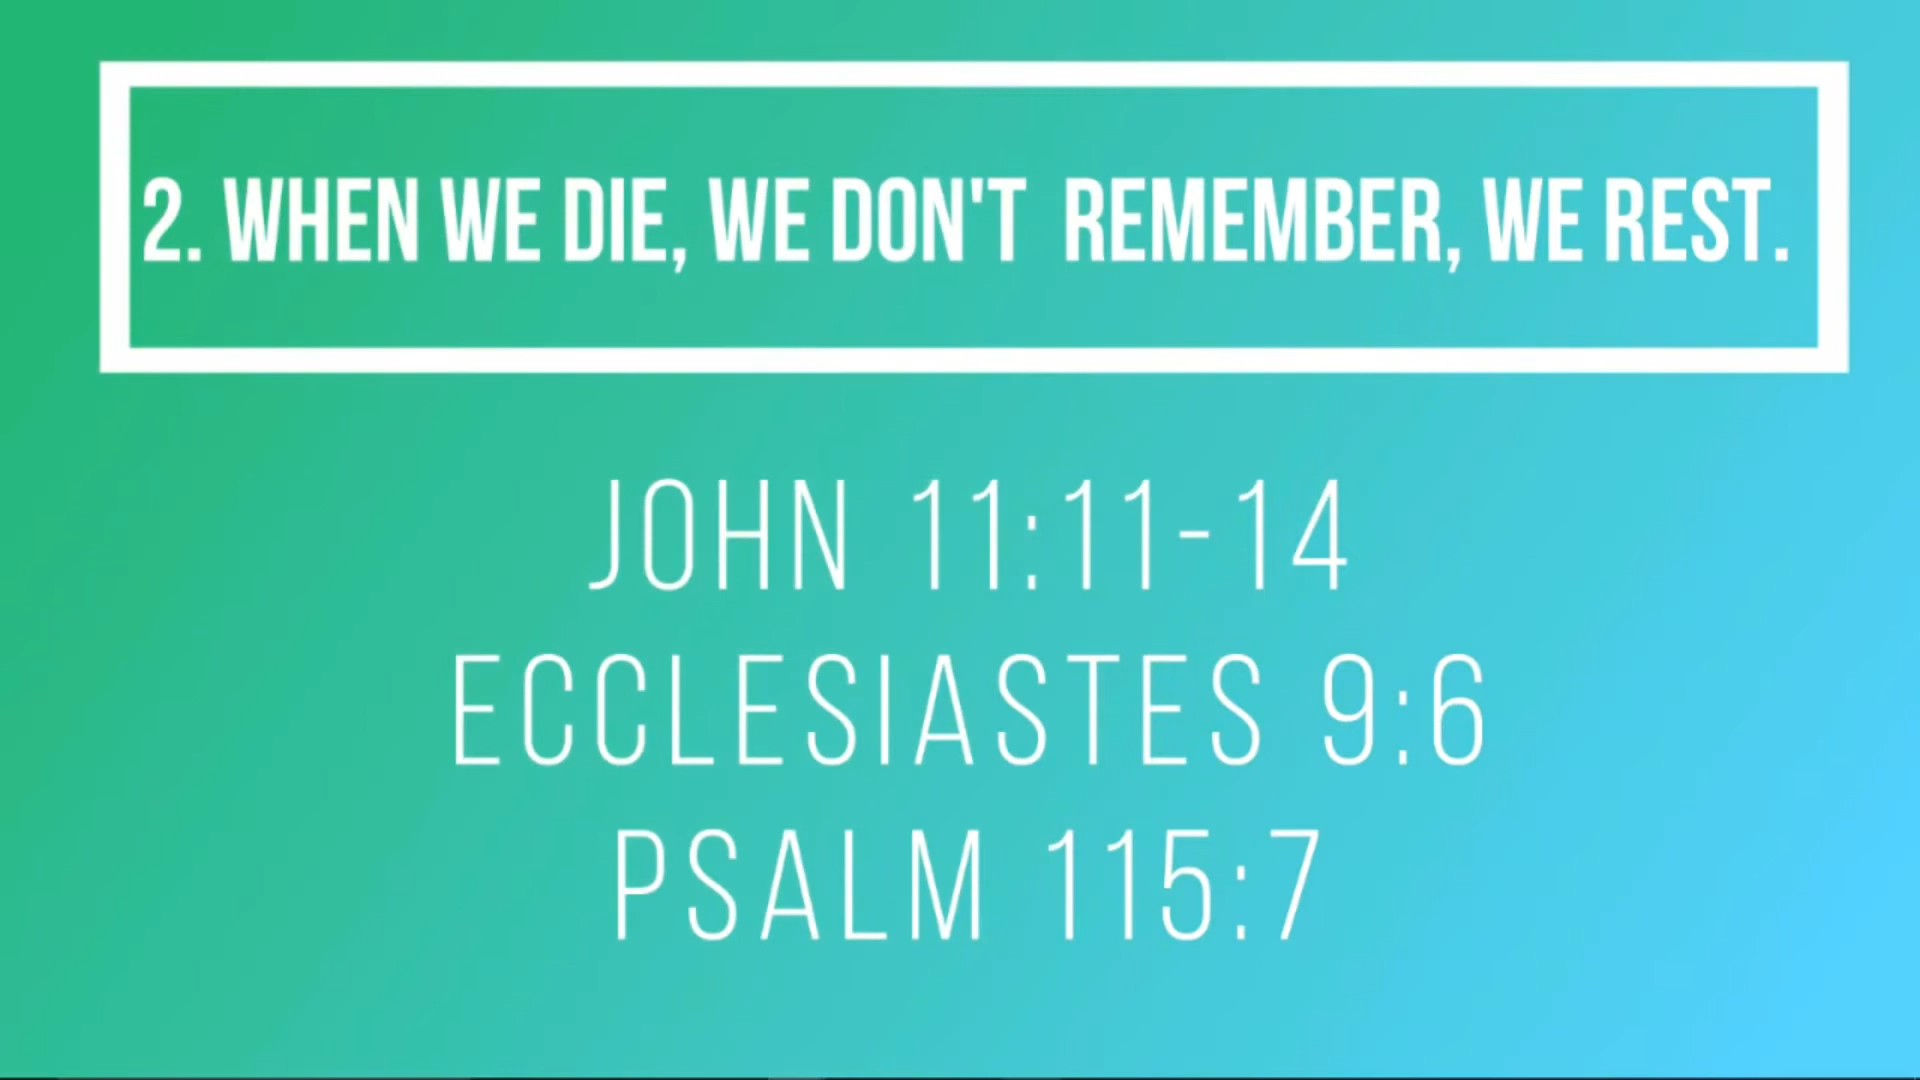 2. WHEN WE DIE, WE DON'T REMEMBER, WE REST.
JOHN 11:11-14
ECCLESIASTES 9:6
PSALM 115:7